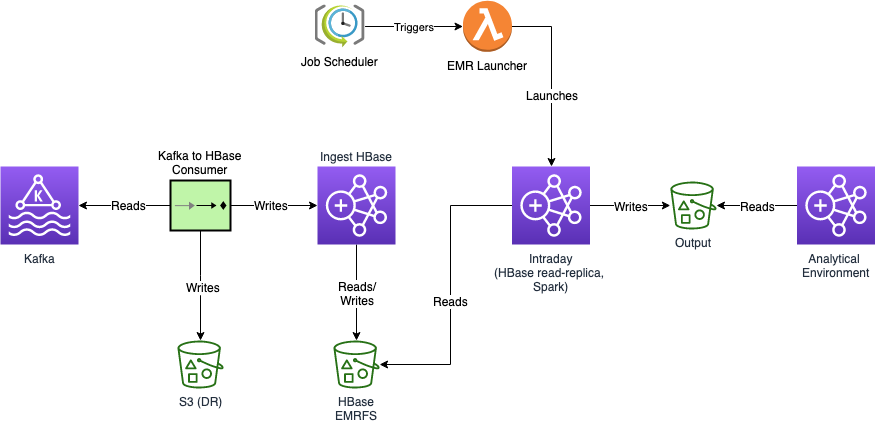 Triggers
Job Scheduler
EMR Launcher
Launches
Kafka to HBase
Consumer
Ingest HBase
K
Reads
Writes
Writes
Reads
Kafka
Intraday
(HBase read-replica,
Spark)
Output
Analytical
Environment
Writes
Reads/
Writes
Reads
S3 (DR)
HBase
EMRFS